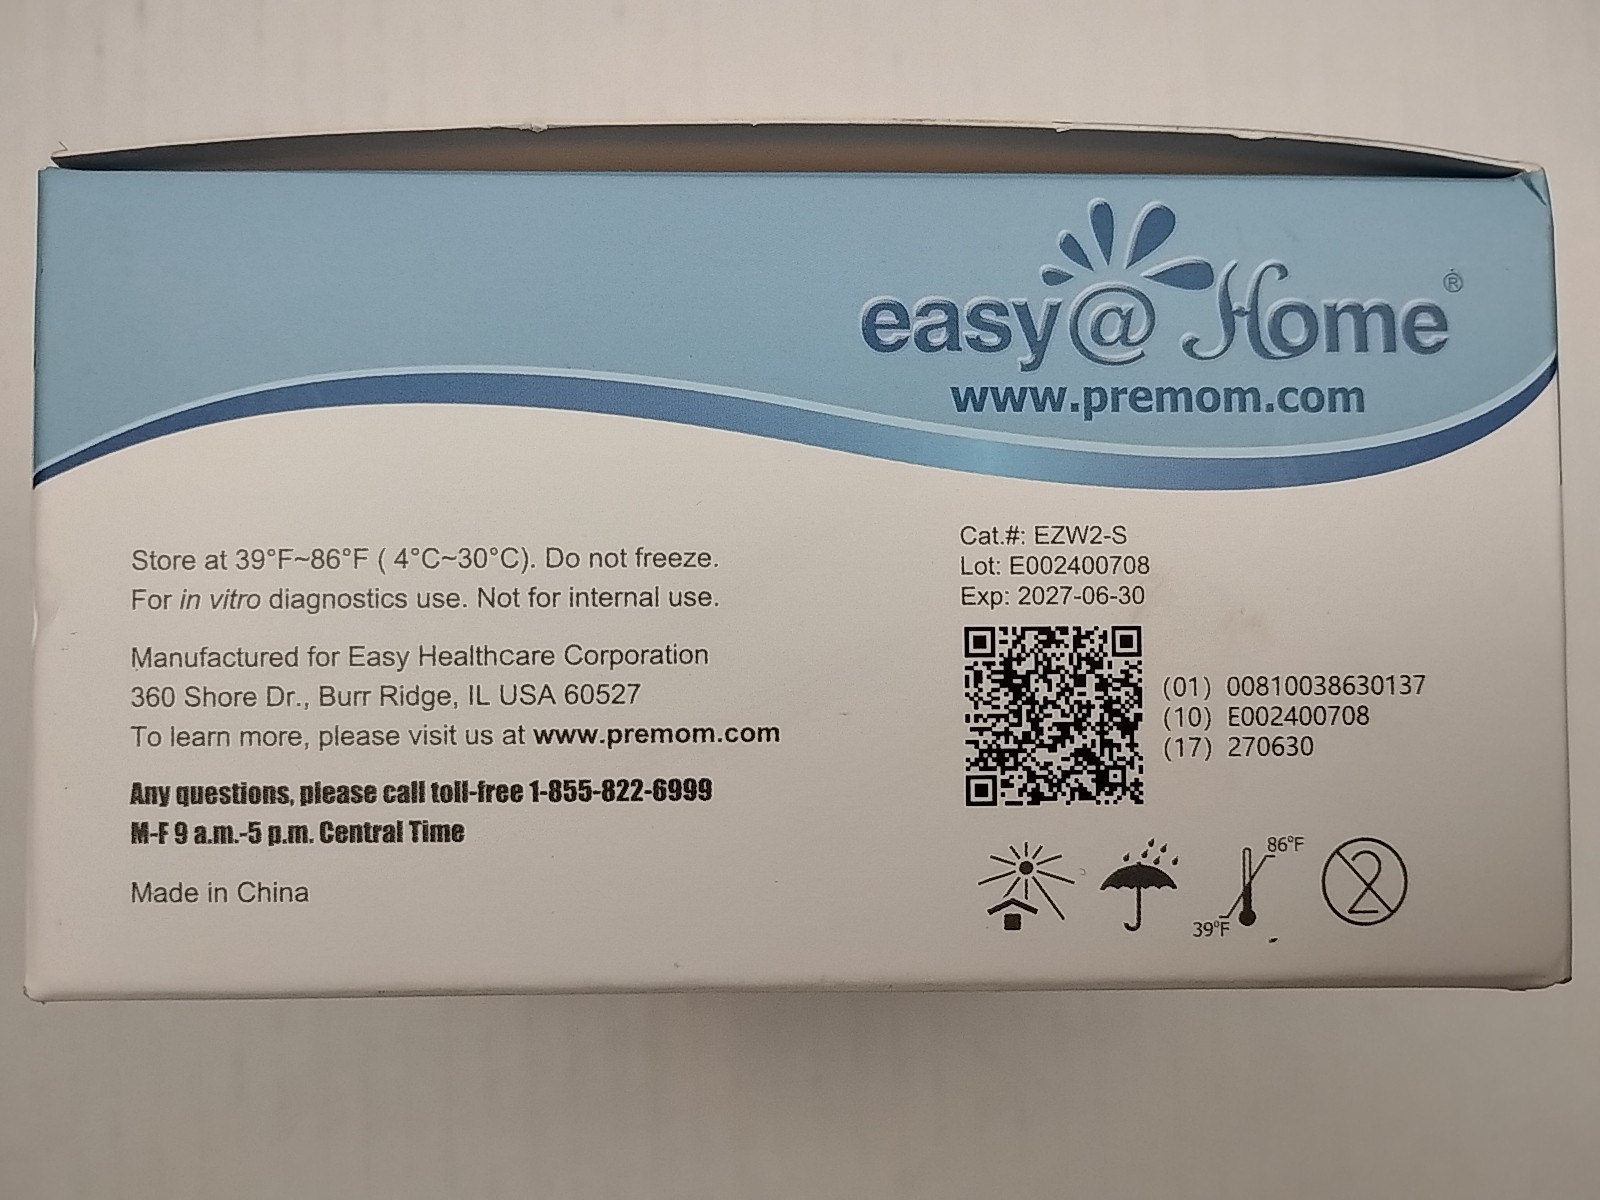 easy@Home®
www.premom.com
Store at 39°F~86°F ( 4°C~30°C). Do not freeze.
For in vitro diagnostics use. Not for internal use.
Manufactured for Easy Healthcare Corporation
360 Shore Dr., Burr Ridge, IL USA 60527
To learn more, please visit us at www.premom.com
Any questions, please call toll-free 1-855-822-6999
M-F 9 a.m.-5 p.m. Central Time
Made in China
Cat.#: EZW2-S
Lot: E002400708
Exp: 2027-06-30
(01) 00810038630137
(10) E002400708
(17) 270630
86°F
39°F
2